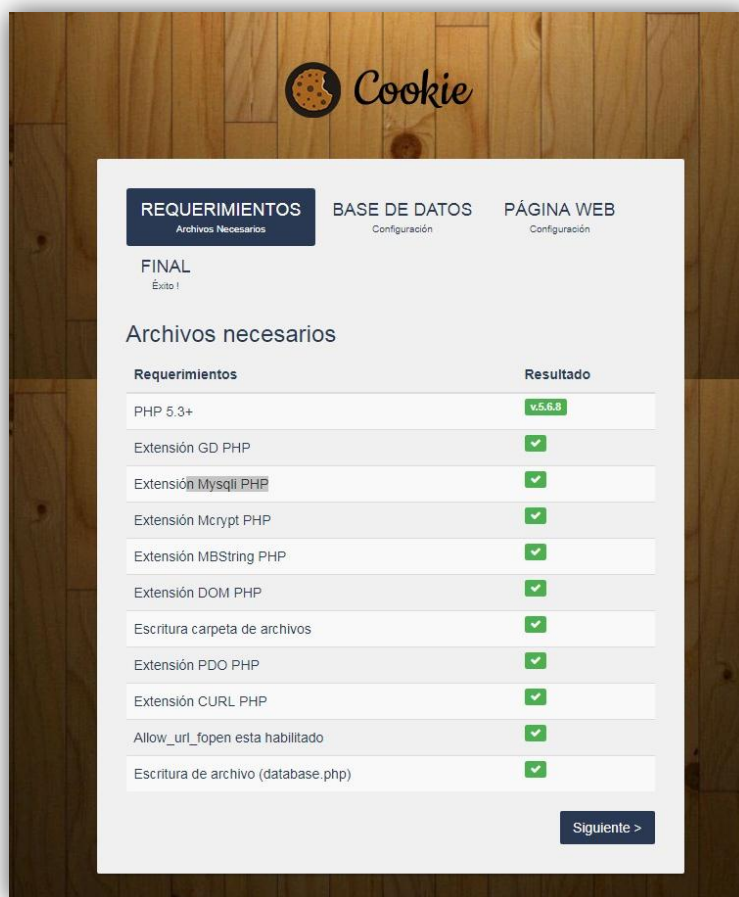 Cookie
REQUERIMIENTOS
Archivos Necesarios
BASE DE DATOS
Configuración
PÁGINA WEB
Configuración
FINAL
Éxito !
Archivos necesarios
Requerimientos Resultado
PHP 5.3+ v.5.6.8
Extensión GD PHP
Extensión Mysqli PHP
Extensión Mcrypt PHP
Extensión MBString PHP
Extensión DOM PHP
Escritura carpeta de archivos
Extensión PDO PHP
Extensión CURL PHP
Allow_url_fopen esta habilitado
Escritura de archivo (database.php)
Siguiente >